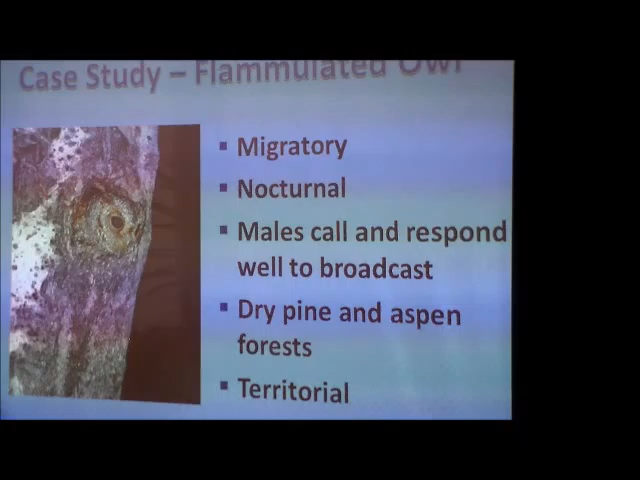 Case Study – Flammulated Owl
▪ Migratory
▪ Nocturnal
▪ Males call and respond
well to broadcast
▪ Dry pine and aspen
forests
▪ Territorial